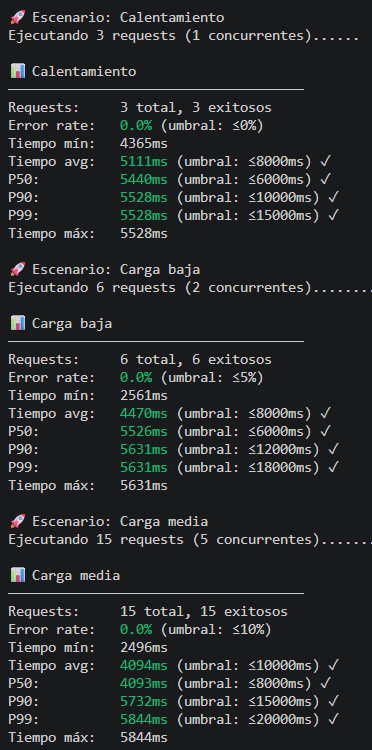 🚀 Escenario: Calentamiento
Ejecutando 3 requests (1 concurrentes)......
📊 Calentamiento
Requests: 3 total, 3 exitosos
Error rate: 0.0% (umbral: ≤0%)
Tiempo mín: 4365ms
Tiempo avg: 5111ms (umbral: ≤8000ms) ✓
P50: 5440ms (umbral: ≤6000ms) ✓
P90: 5528ms (umbral: ≤10000ms) ✓
P99: 5528ms (umbral: ≤15000ms) ✓
Tiempo máx: 5528ms
🚀 Escenario: Carga baja
Ejecutando 6 requests (2 concurrentes)........
📊 Carga baja
Requests: 6 total, 6 exitosos
Error rate: 0.0% (umbral: ≤5%)
Tiempo mín: 2561ms
Tiempo avg: 4470ms (umbral: ≤8000ms) ✓
P50: 5526ms (umbral: ≤6000ms) ✓
P90: 5631ms (umbral: ≤12000ms) ✓
P99: 5631ms (umbral: ≤18000ms) ✓
Tiempo máx: 5631ms
🚀 Escenario: Carga media
Ejecutando 15 requests (5 concurrentes).......
📊 Carga media
Requests: 15 total, 15 exitosos
Error rate: 0.0% (umbral: ≤10%)
Tiempo mín: 2496ms
Tiempo avg: 4094ms (umbral: ≤10000ms) ✓
P50: 4093ms (umbral: ≤8000ms) ✓
P90: 5732ms (umbral: ≤15000ms) ✓
P99: 5844ms (umbral: ≤20000ms) ✓
Tiempo máx: 5844ms